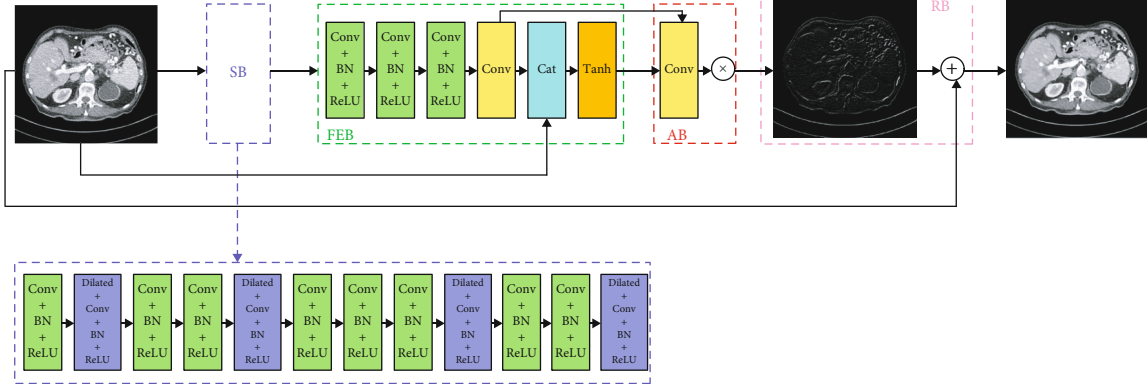 SB
Conv
+
BN
+
ReLU
Conv
+
BN
+
ReLU
Conv
+
BN
+
ReLU
Conv
Cat
Tanh
FEB
Conv
×
AB
RB
+
Conv
+
BN
+
ReLU
Dilated
+
Conv
+
BN
+
ReLU
Conv
+
BN
+
ReLU
Conv
+
BN
+
ReLU
Dilated
+
Conv
+
BN
+
ReLU
Conv
+
BN
+
ReLU
Conv
+
BN
+
ReLU
Conv
+
BN
+
ReLU
Dilated
+
Conv
+
BN
+
ReLU
Conv
+
BN
+
ReLU
Conv
+
BN
+
ReLU
Dilated
+
Conv
+
BN
+
ReLU